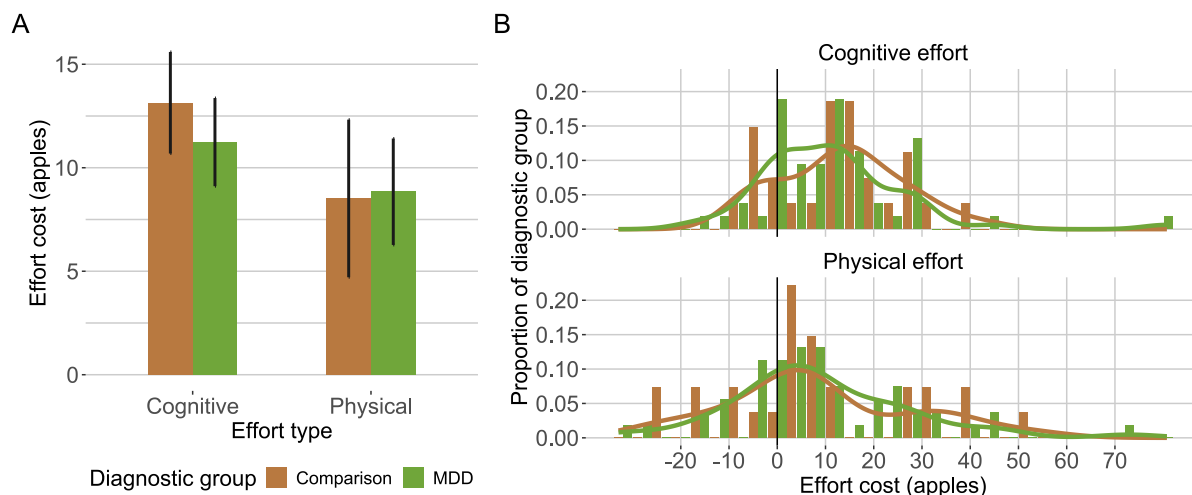 A
Effort cost (apples)
15
10
5
0
Cognitive Physical
Effort type
Diagnostic group Comparison MDD
B
Proportion of diagnostic group
Cognitive effort
0.20
0.15
0.10
0.05
0.00
Physical effort
0.20
0.15
0.10
0.05
0.00
−20 −10 0 10 20 30 40 50 60 70
Effort cost (apples)